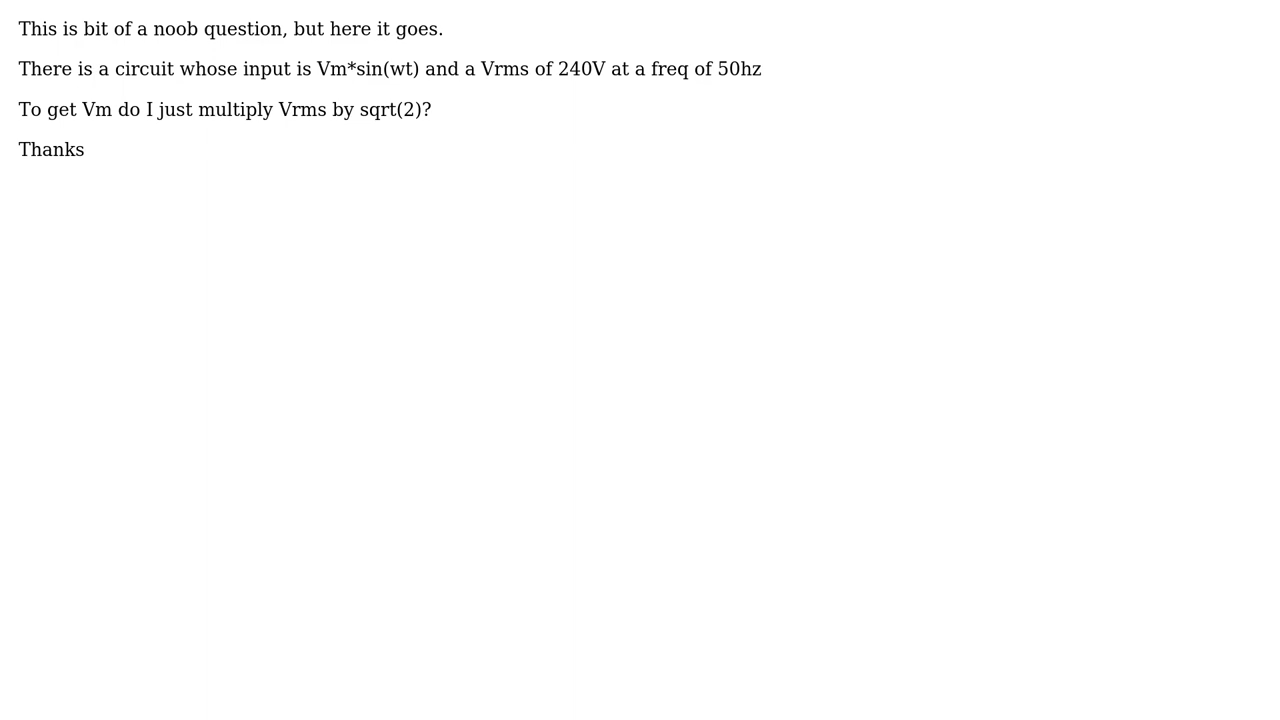 This is bit of a noob question, but here it goes.
There is a circuit whose input is Vm*sin(wt) and a Vrms of 240V at a freq of 50hz
To get Vm do I just multiply Vrms by sqrt(2)?
Thanks